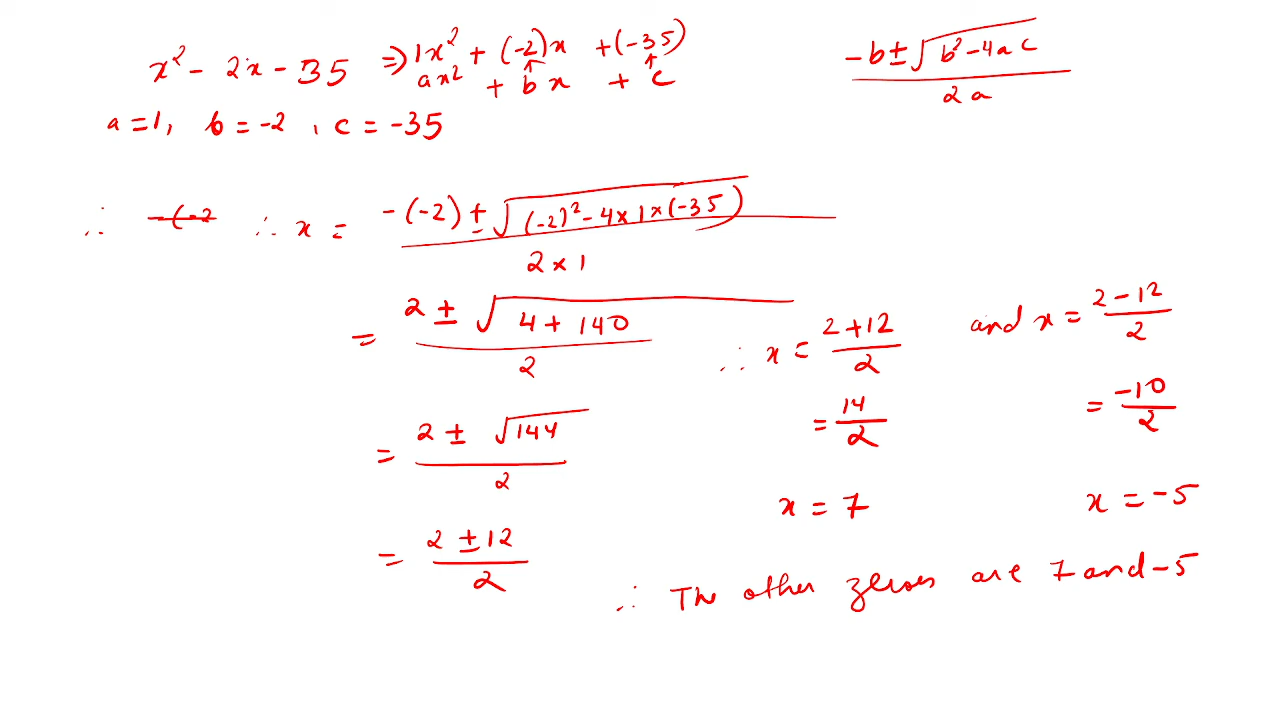 x² - 2x - 35 ⇒ 1x² + (-2)x + (-35)
ax² + bx + c
-b ± √(b² - 4ac)
2a
a = 1, b = -2, c = -35
∴ -(-2 ∴ x = -(-2) ± √((-2)² - 4 × 1 × (-35))
2 × 1
= 2 ± √(4 + 140)
2
= 2 ± √144
2
= 2 ± 12
2
∴ x = 2 + 12
2
= 14
2
x = 7
and x = 2 - 12
2
= -10
2
x = -5
∴ The other zeroes are 7 and -5